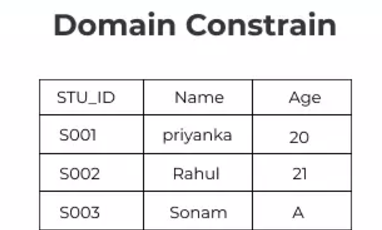 Domain Constrain
STU_ID Name Age
S001 priyanka 20
S002 Rahul 21
S003 Sonam A